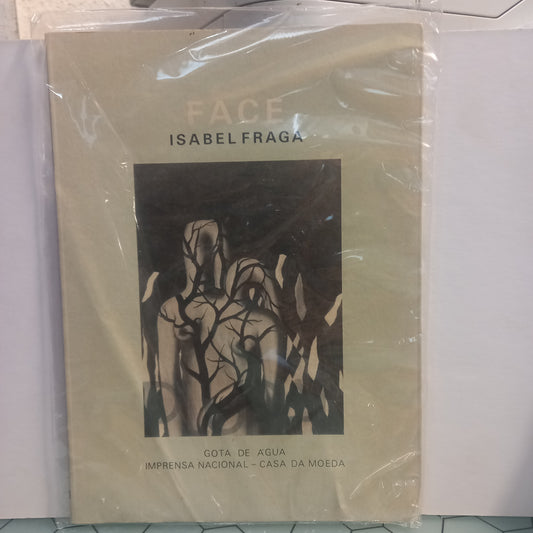 FACE
ISABEL FRAGA
GOTA DE ÁGUA
IMPRENSA NACIONAL – CASA DA MOEDA